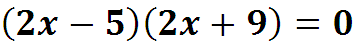 (2x − 5)(2x + 9) = 0